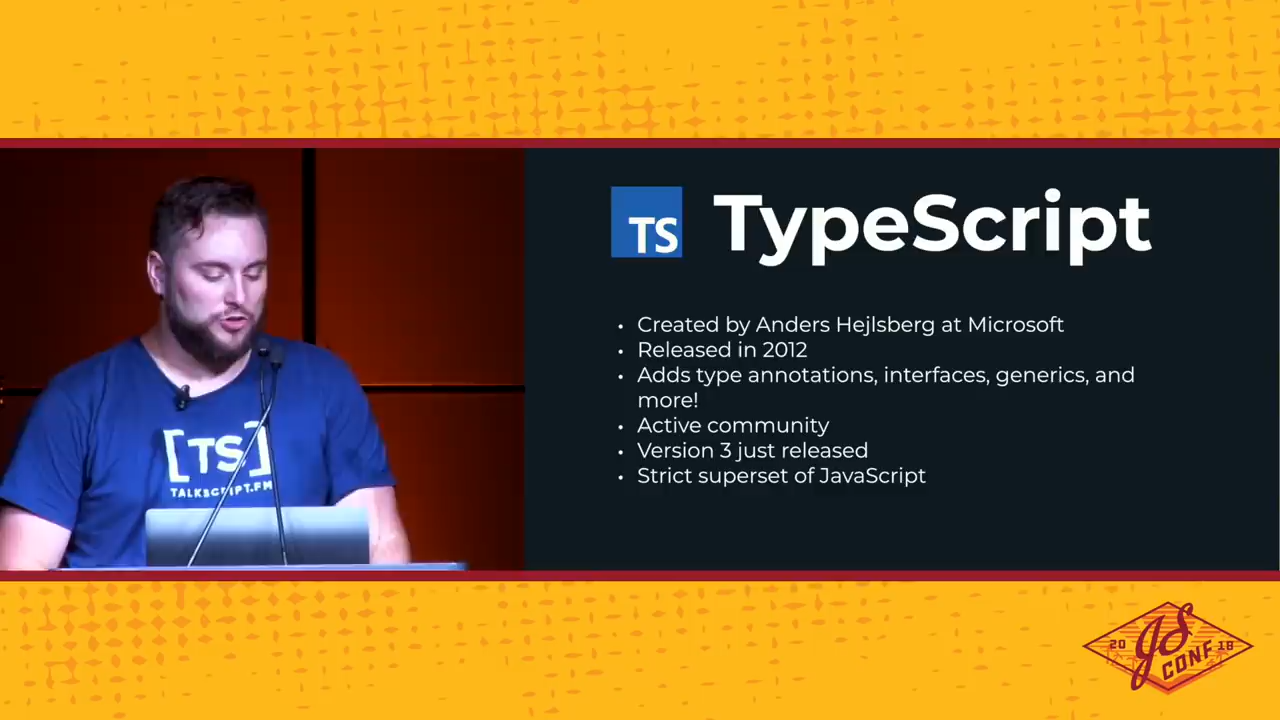 TS TypeScript
• Created by Anders Hejlsberg at Microsoft
• Released in 2012
• Adds type annotations, interfaces, generics, and
more!
• Active community
• Version 3 just released
• Strict superset of JavaScript
[TS]
TALKSCRIPT.FM
20 JS 18
CONF